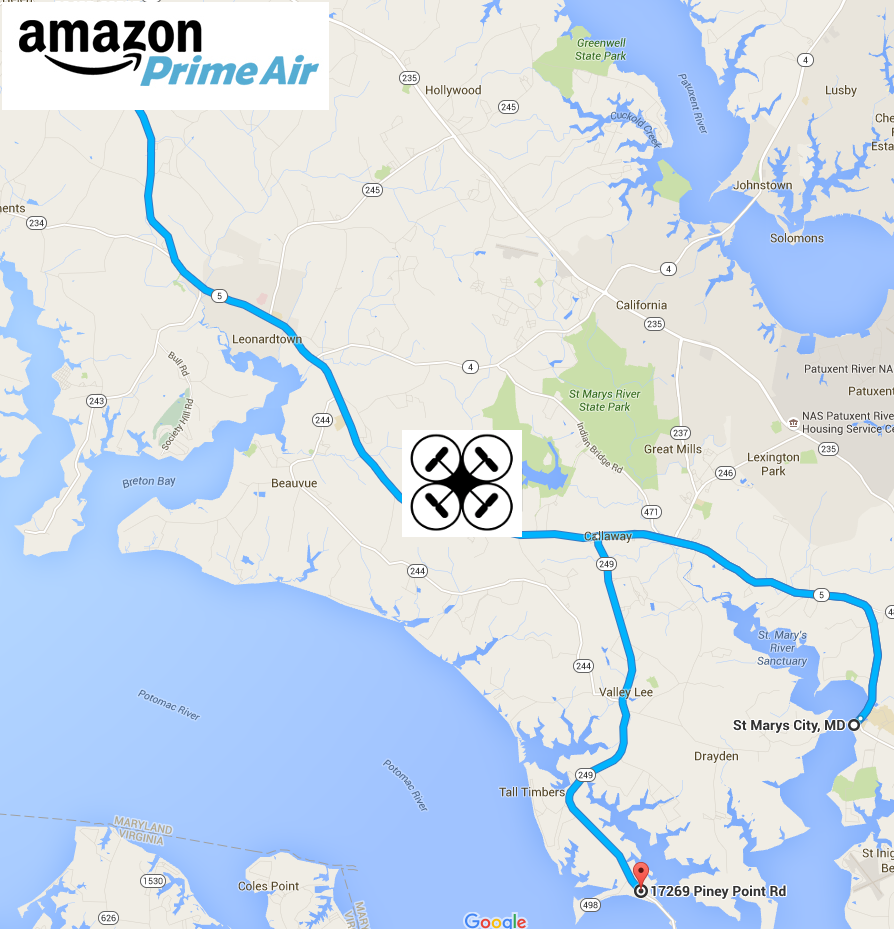 amazon
Prime Air
Greenwell
State Park
4
235
Hollywood
245
Patuxent River
Lusby
Cuckold Creek
245
Johnstown
234
Solomons
4
5
California
235
Leonardtown
4
Patuxent River NA
Bull Rd
St Marys River
State Park
Patuxent
243
Society Hill Rd
244
NAS Patuxent Rive
Housing Service Ce
Indian Bridge Rd
237
Great Mills
235
Lexington
Park
246
Breton Bay
Beauvue
471
Callaway
249
244
5
St. Mary's
River
Sanctuary
244
Valley Lee
Potomac River
St Marys City, MD
Drayden
Potomac River
249
Tall Timbers
MARYLAND
VIRGINIA
1530
Coles Point
17269 Piney Point Rd
498
626
Google